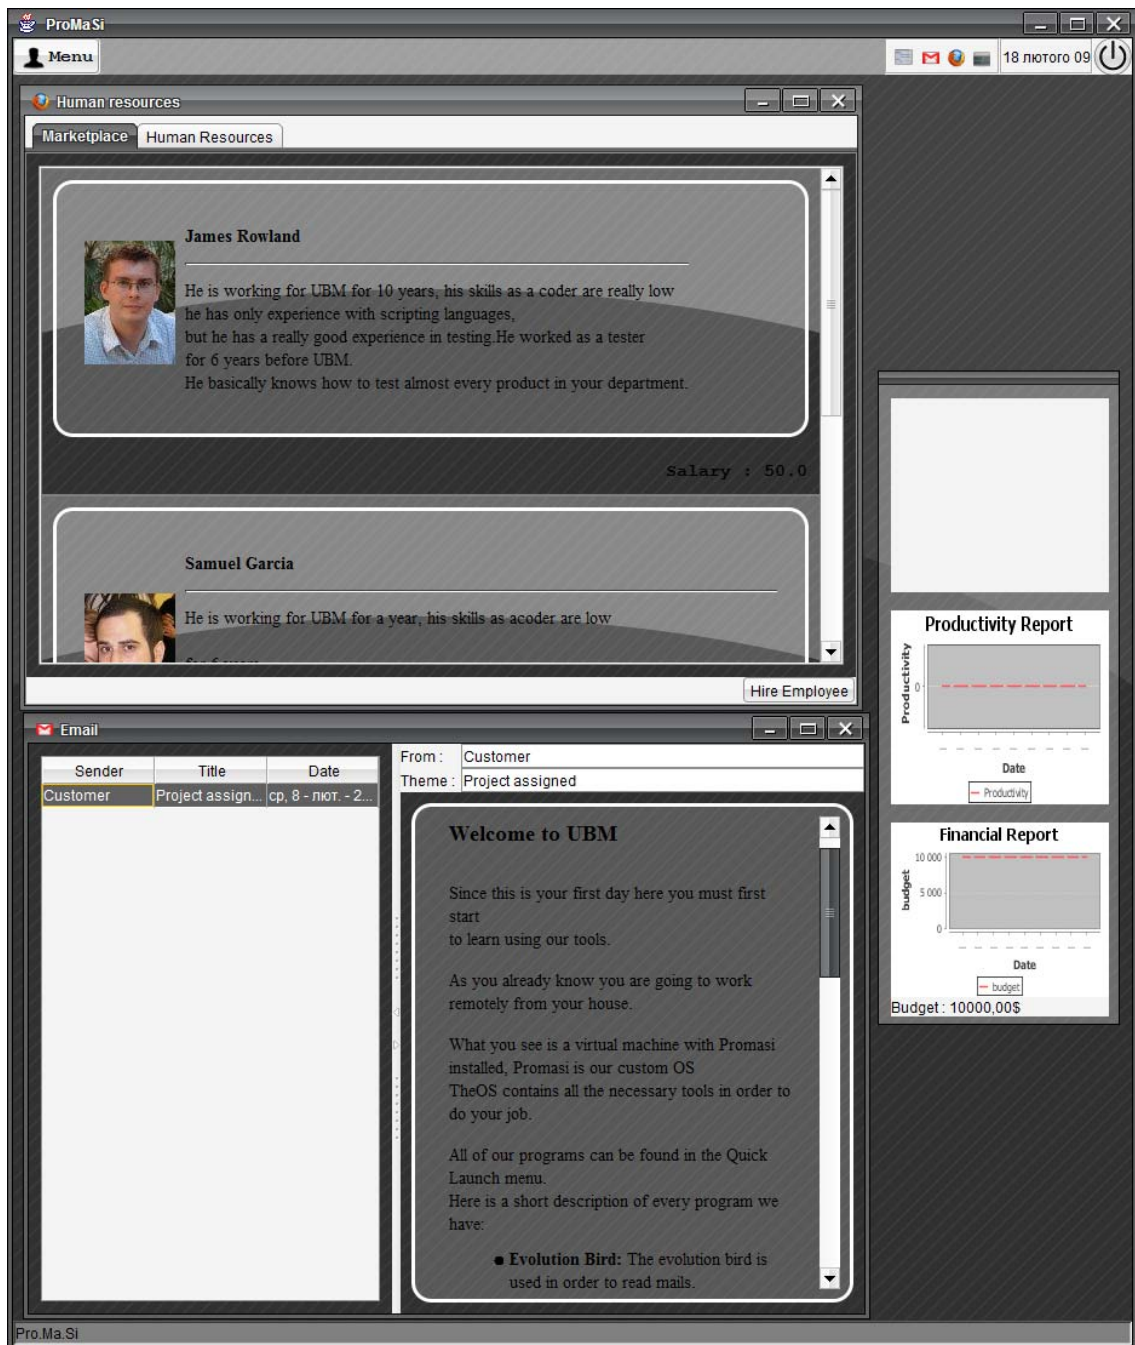 ProMaSi
Menu
18 лютого 09
Human resources
Marketplace Human Resources
James Rowland
He is working for UBM for 10 years, his skills as a coder are really low
he has only experience with scripting languages,
but he has a really good experience in testing.He worked as a tester
for 6 years before UBM.
He basically knows how to test almost every product in your department.
Salary : 50.0
Samuel Garcia
He is working for UBM for a year, his skills as acoder are low
for 6 years
Hire Employee
Productivity Report
Productivity
0
Date
Productivity
Financial Report
budget
10 000
5 000
0
Date
budget
Budget : 10000,00$
Email
Sender Title Date
Customer Project assign... ср, 8 - лют. - 2...
From : Customer
Theme : Project assigned
Welcome to UBM
Since this is your first day here you must first
start
to learn using our tools.
As you already know you are going to work
remotely from your house.
What you see is a virtual machine with Promasi
installed, Promasi is our custom OS
TheOS contains all the necessary tools in order to
do your job.
All of our programs can be found in the Quick
Launch menu.
Here is a short description of every program we
have:
● Evolution Bird: The evolution bird is
used in order to read mails.
Pro.Ma.Si